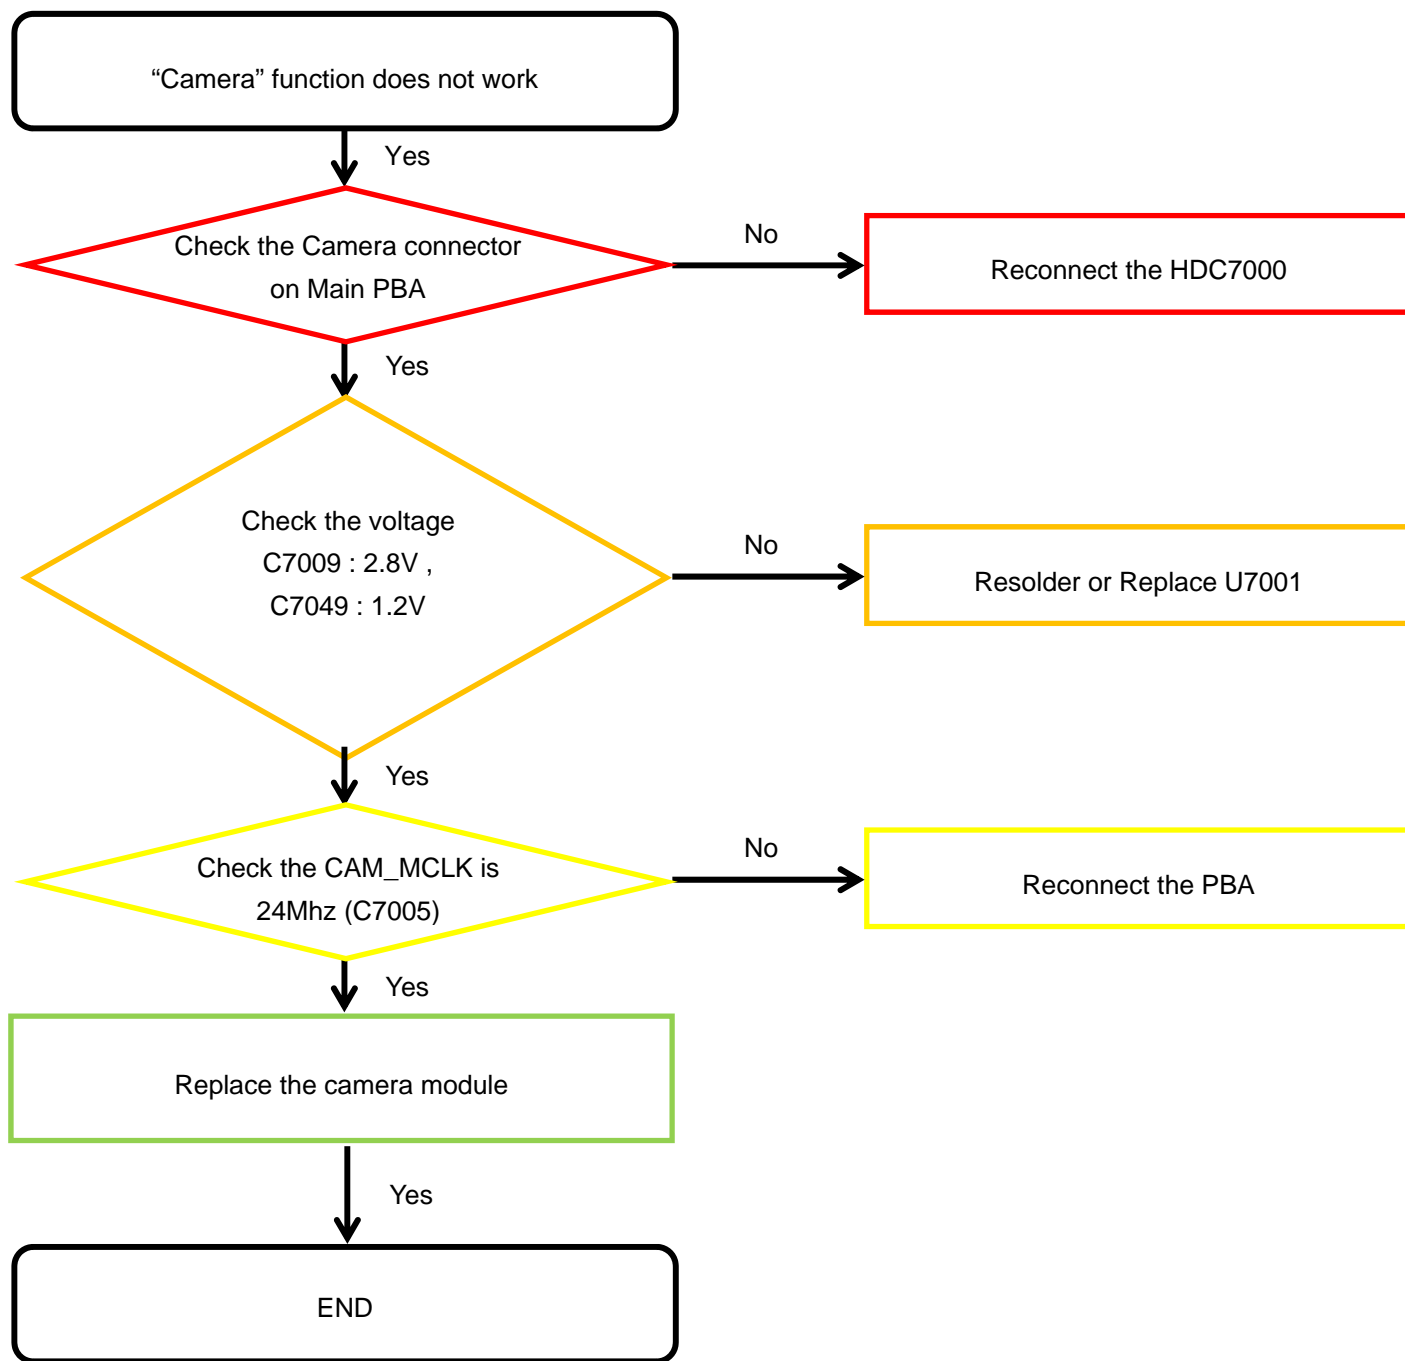 “Camera” function does not work
Yes
Check the Camera connector
on Main PBA
No
Reconnect the HDC7000
Yes
Check the voltage
C7009 : 2.8V ,
C7049 : 1.2V
No
Resolder or Replace U7001
Yes
Check the CAM_MCLK is
24Mhz (C7005)
No
Reconnect the PBA
Yes
Replace the camera module
Yes
END